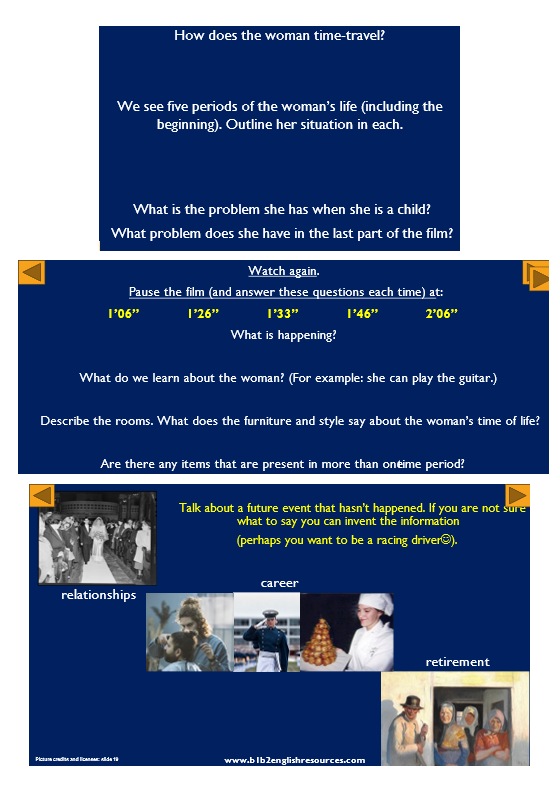 How does the woman time-travel?
We see five periods of the woman's life (including the
beginning). Outline her situation in each.
What is the problem she has when she is a child?
What problem does she have in the last part of the film?
Watch again.
Pause the film (and answer these questions each time) at:
1’06” 1’26” 1’33” 1’46” 2’06”
What is happening?
What do we learn about the woman? (For example: she can play the guitar.)
Describe the rooms. What does the furniture and style say about the woman’s time of life?
Are there any items that are present in more than onetime period?
Talk about a future event that hasn’t happened. If you are not sure
what to say you can invent the information
(perhaps you want to be a racing driver☺).
relationships
career
retirement
Picture credits and licences: slide 19
www.b1b2englishresources.com